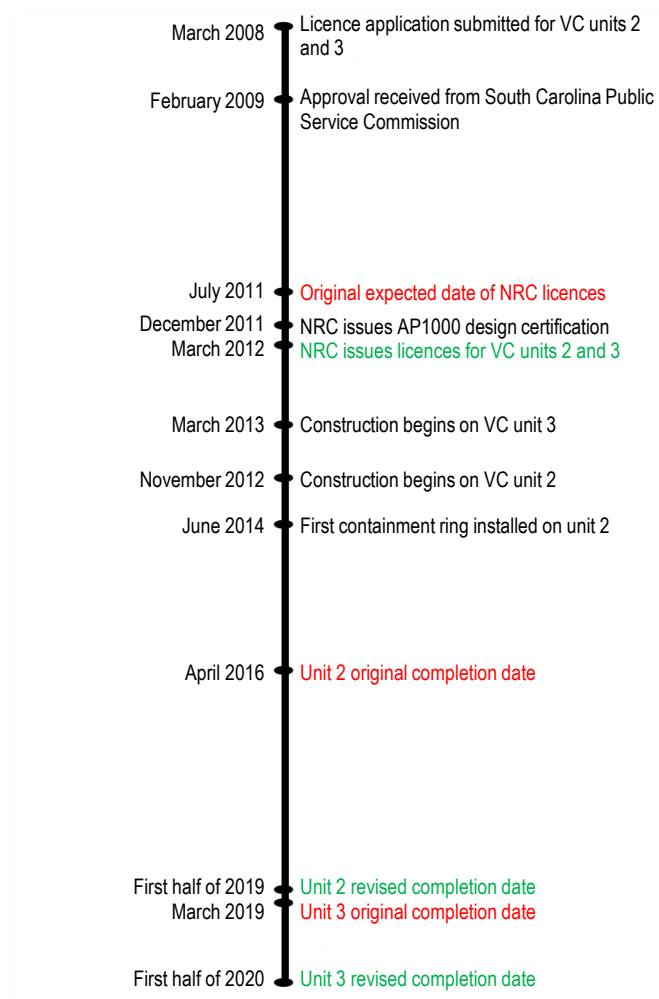 March 2008
Licence application submitted for VC units 2
and 3
February 2009
Approval received from South Carolina Public
Service Commission
July 2011
Original expected date of NRC licences
December 2011
NRC issues AP1000 design certification
March 2012
NRC issues licences for VC units 2 and 3
March 2013
Construction begins on VC unit 3
November 2012
Construction begins on VC unit 2
June 2014
First containment ring installed on unit 2
April 2016
Unit 2 original completion date
First half of 2019
Unit 2 revised completion date
March 2019
Unit 3 original completion date
First half of 2020
Unit 3 revised completion date